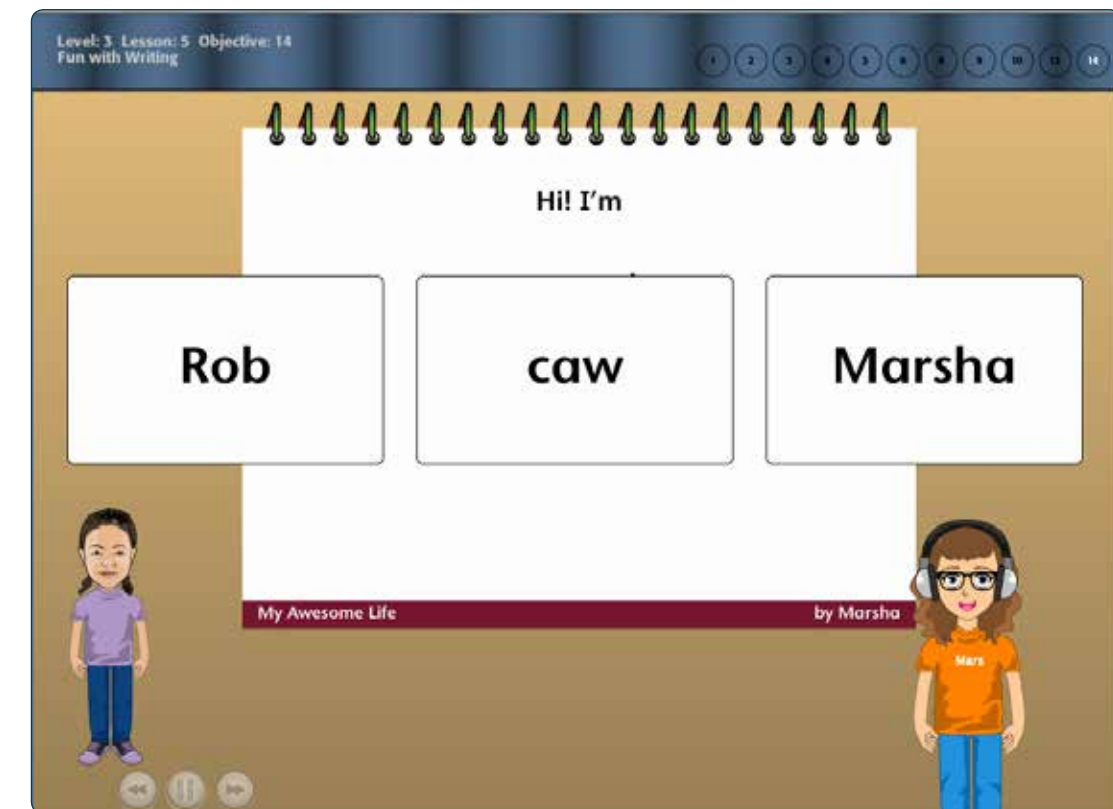 Level: 3 Lesson: 5 Objective: 14
Fun with Writing
1 2 3 4 5 6 8 9 10 13 14
Hi! I'm
Rob
caw
Marsha
My Awesome Life
by Marsha
Mars